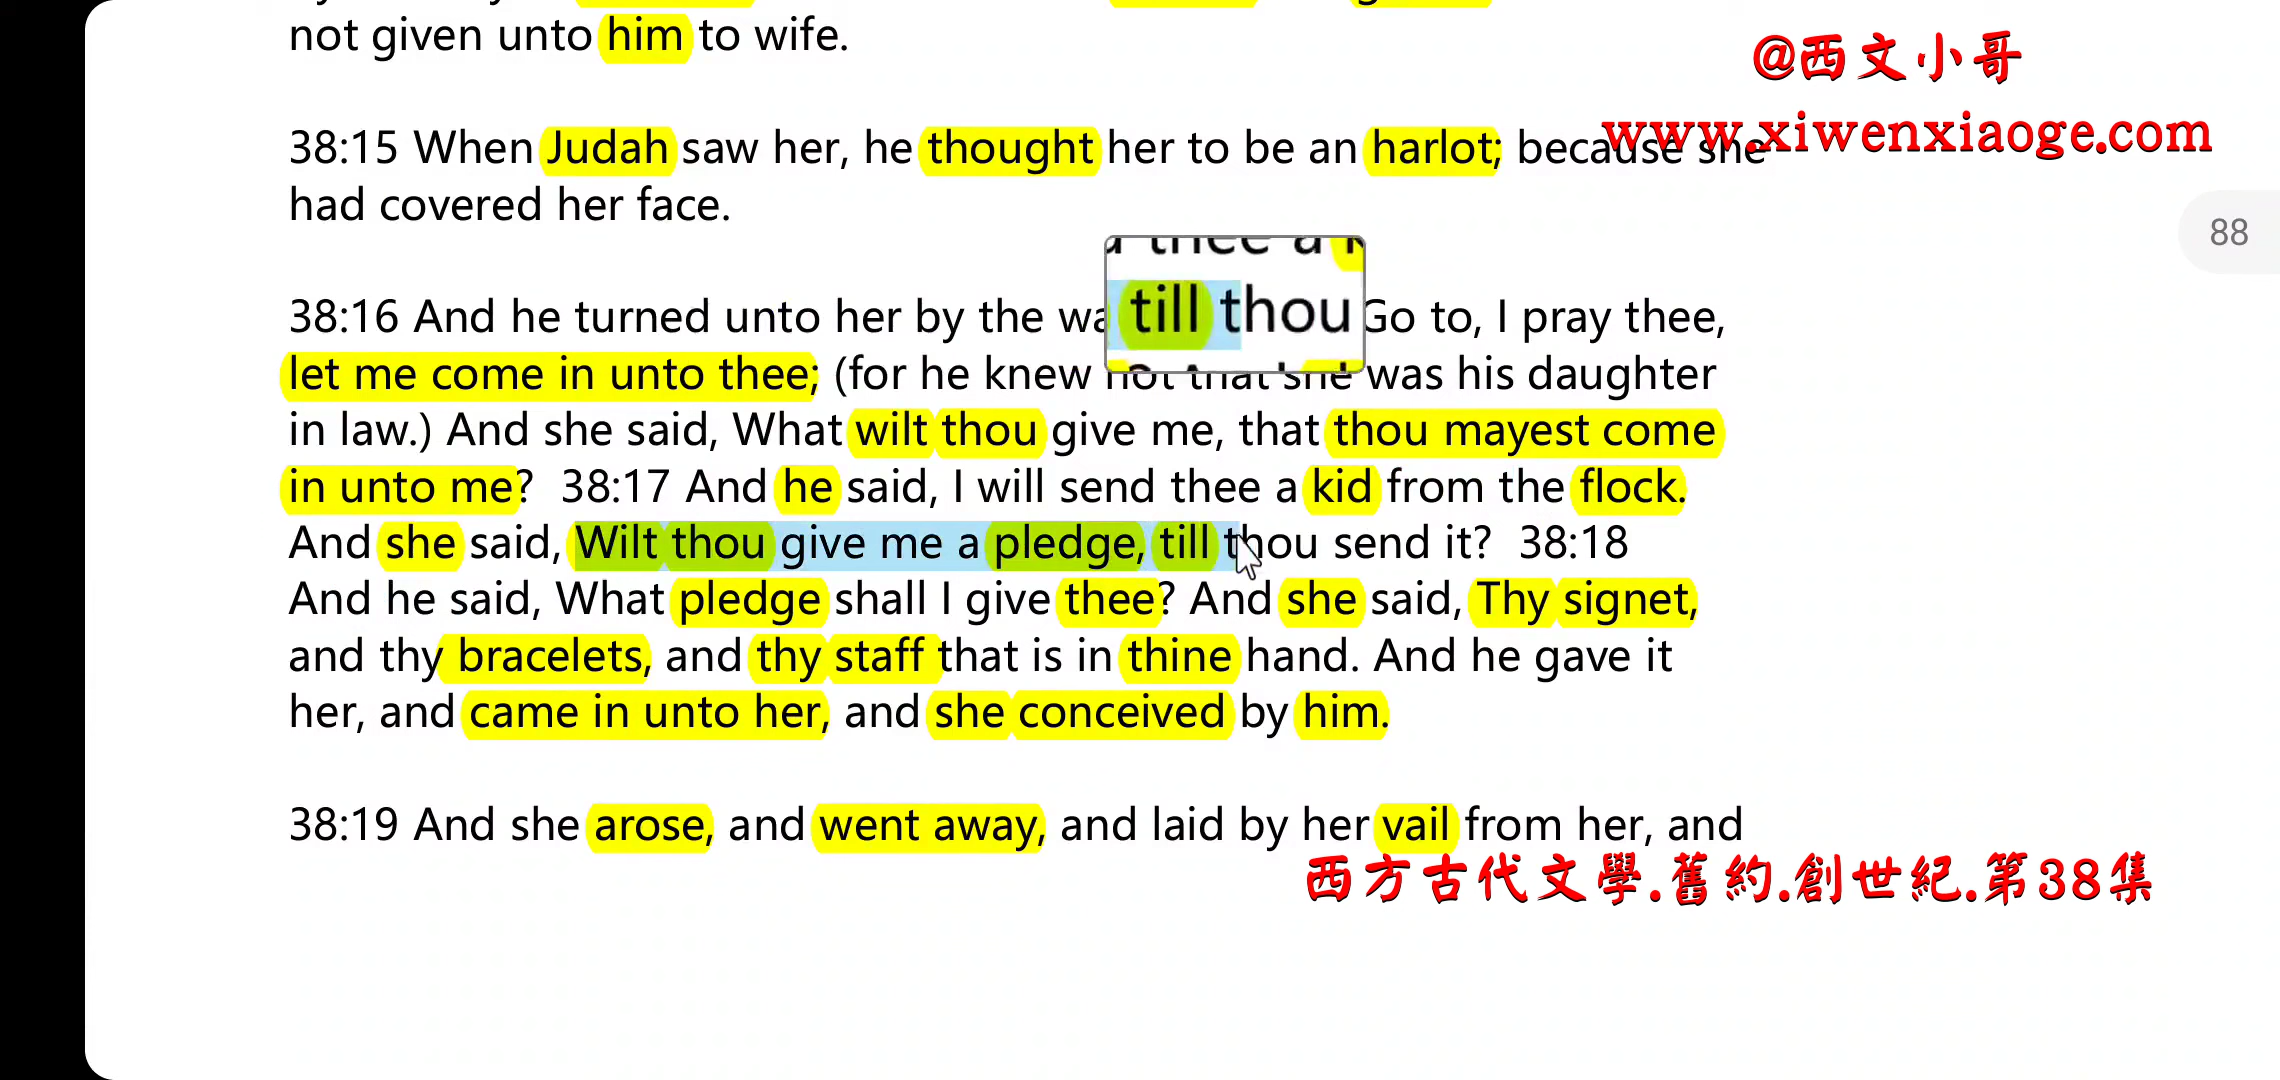 not given unto him to wife.
@西文小哥
www.xiwenxiaoge.com
38:15 When Judah saw her, he thought her to be an harlot; because she
had covered her face.
88
till thou
38:16 And he turned unto her by the Go to, I pray thee,
let me come in unto thee; (for he knew not that she was his daughter
in law.) And she said, What wilt thou give me, that thou mayest come
in unto me? 38:17 And he said, I will send thee a kid from the flock.
And she said, Wilt thou give me a pledge, till thou send it? 38:18
And he said, What pledge shall I give thee? And she said, Thy signet,
and thy bracelets, and thy staff that is in thine hand. And he gave it
her, and came in unto her, and she conceived by him.
38:19 And she arose, and went away, and laid by her vail from her, and
西方古代文學.舊約.創世紀.第38集